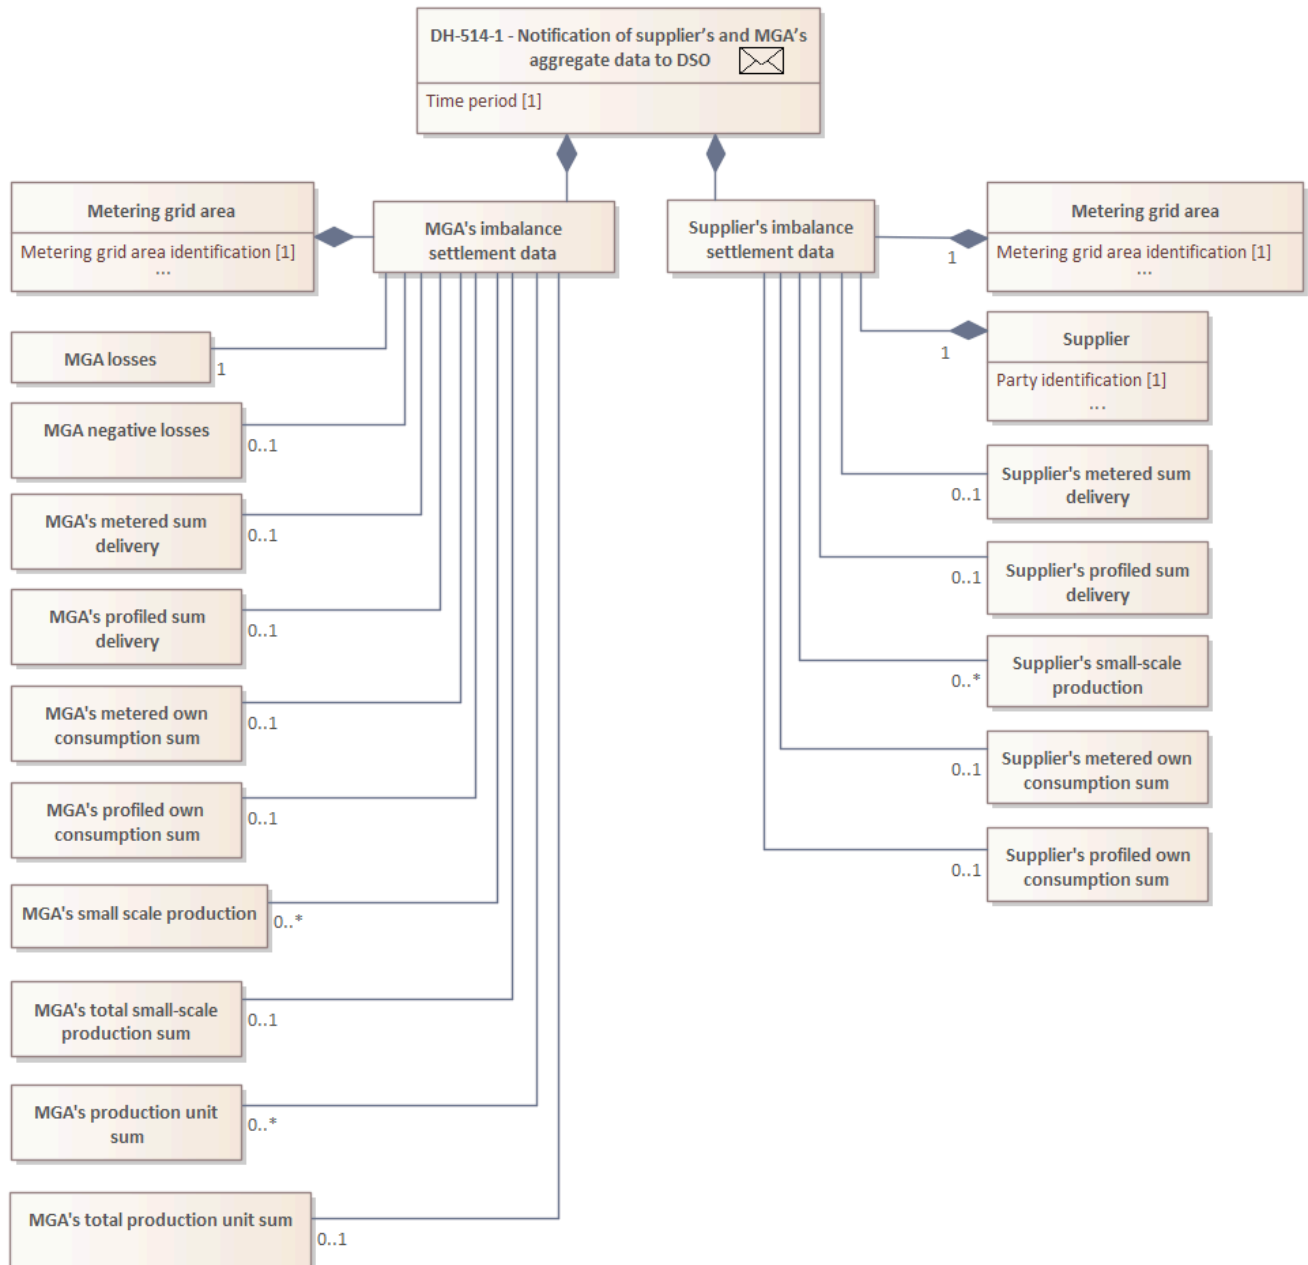 DH-514-1 - Notification of supplier's and MGA's
aggregate data to DSO
Time period [1]
Metering grid area
Metering grid area identification [1]
...
MGA's imbalance
settlement data
Supplier's imbalance
settlement data
Metering grid area
Metering grid area identification [1]
...
1
MGA losses
1
Supplier
Party identification [1]
...
1
MGA negative losses
0..1
Supplier's metered sum
delivery
0..1
MGA's metered sum
delivery
0..1
Supplier's profiled sum
delivery
0..1
MGA's profiled sum
delivery
0..1
Supplier's small-scale
production
0..*
MGA's metered own
consumption sum
0..1
Supplier's metered own
consumption sum
0..1
MGA's profiled own
consumption sum
0..1
Supplier's profiled own
consumption sum
0..1
MGA's small scale production
0..*
MGA's total small-scale
production sum
0..1
MGA's production unit
sum
0..*
MGA's total production unit sum
0..1